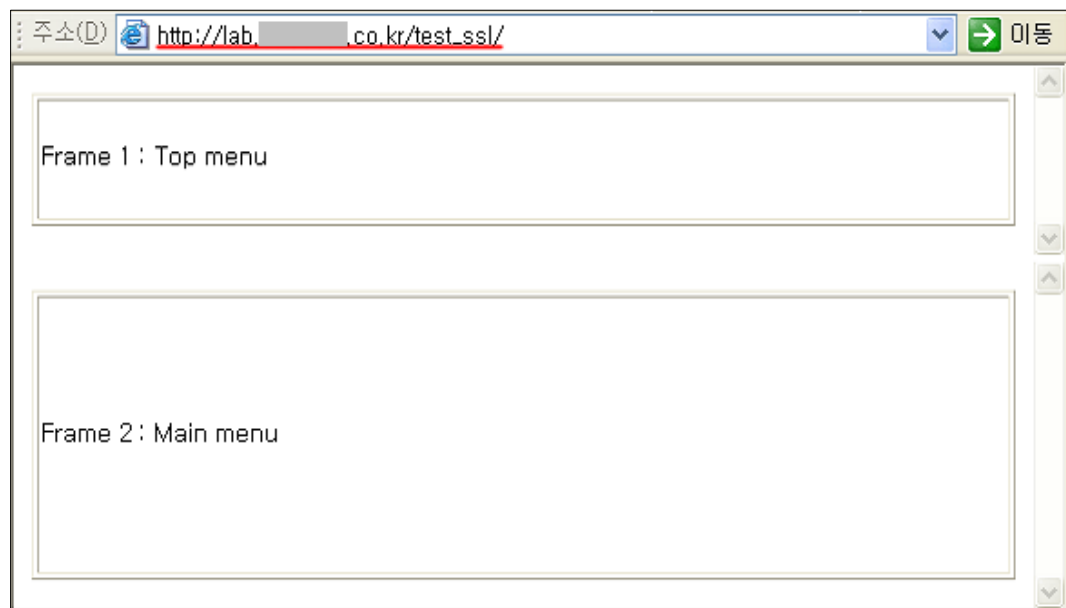 주소(D) http://lab. .co.kr/test_ssl/ 이동
Frame 1 : Top menu
Frame 2 : Main menu